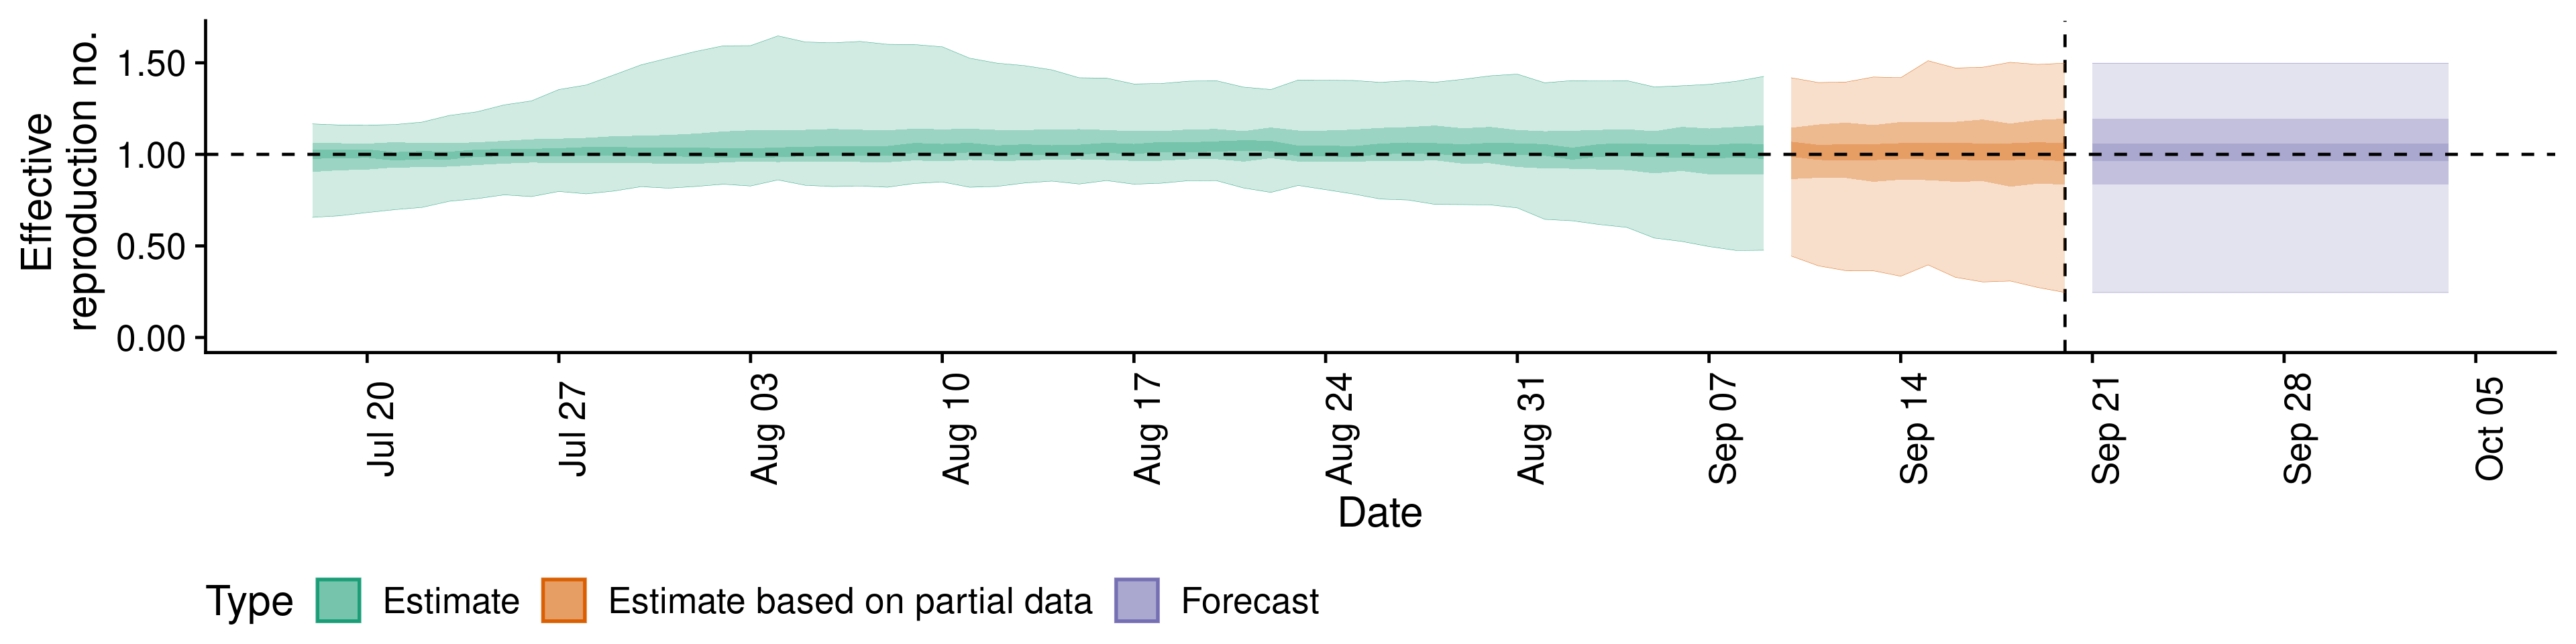 Effective
reproduction no.
1.50
1.00
0.50
0.00
Jul 20
Jul 27
Aug 03
Aug 10
Aug 17
Aug 24
Aug 31
Sep 07
Sep 14
Sep 21
Sep 28
Oct 05
Date
Type Estimate Estimate based on partial data Forecast